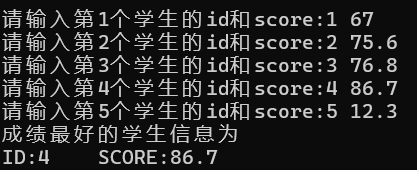 请输入第1个学生的id和score:1 67
请输入第2个学生的id和score:2 75.6
请输入第3个学生的id和score:3 76.8
请输入第4个学生的id和score:4 86.7
请输入第5个学生的id和score:5 12.3
成绩最好的学生信息为
ID:4    SCORE:86.7